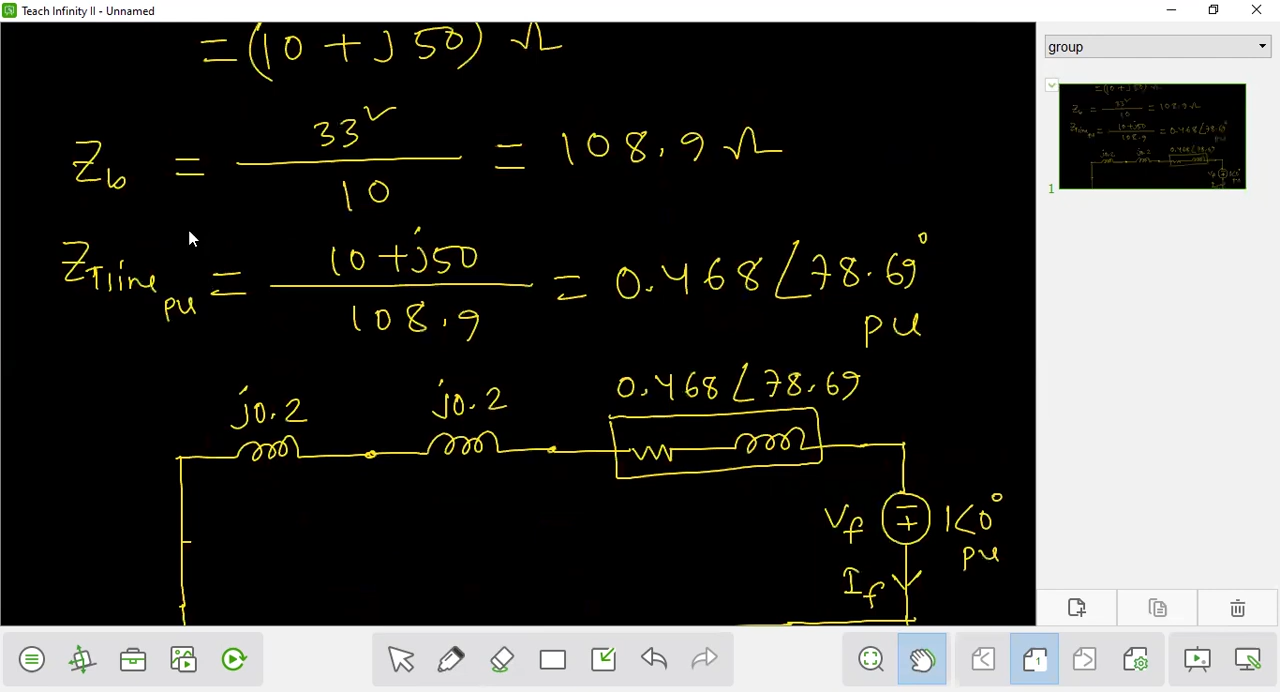 Teach Infinity II - Unnamed
group
= (10 + j 50) Ω
Z_b = 33² / 10 = 108.9 Ω
Z_Tline pu = 10 + j50 / 108.9 = 0.468 ∠78.69° pu
j0.2 j0.2 0.468 ∠78.69
V_f 1<0° pu
I_f
1
1